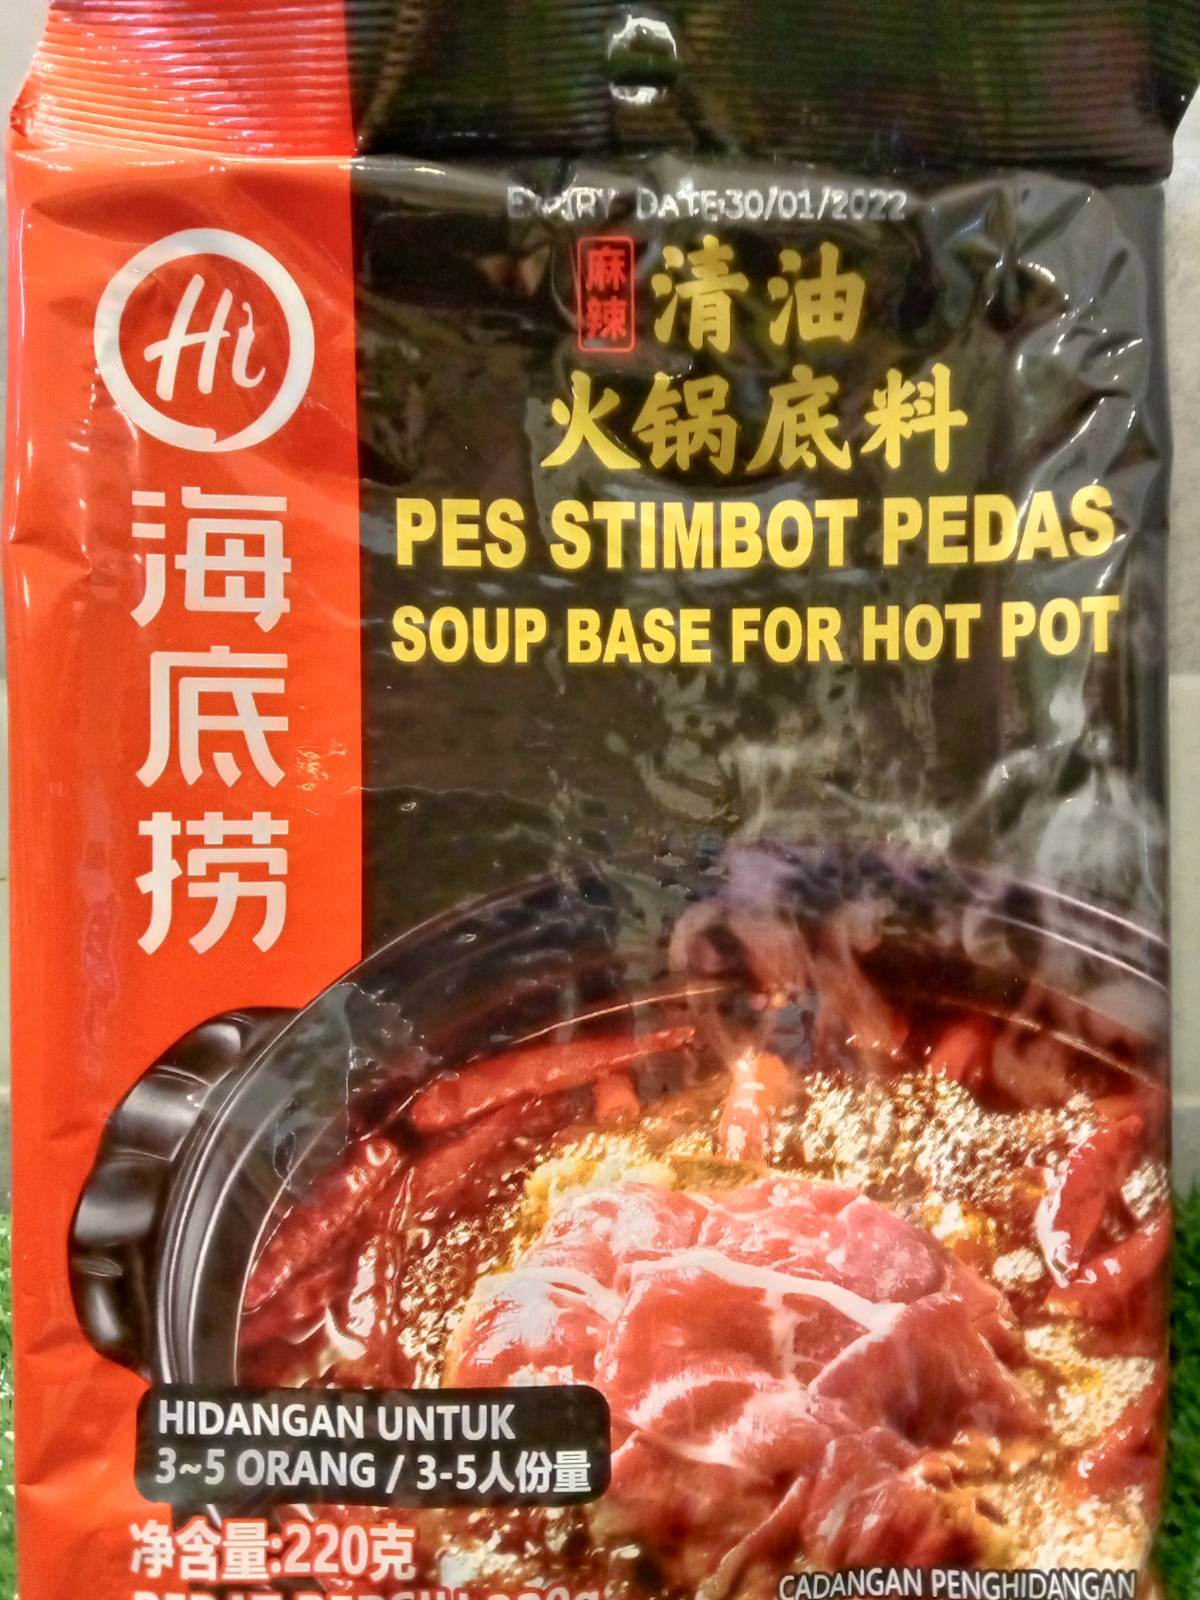 EXPIRY DATE:30/01/2022
麻辣
清油
火锅底料
PES STIMBOT PEDAS
SOUP BASE FOR HOT POT
Hi
海底捞
HIDANGAN UNTUK
3~5 ORANG / 3-5人份量
净含量:220克
CADANGAN PENGHIDANGAN